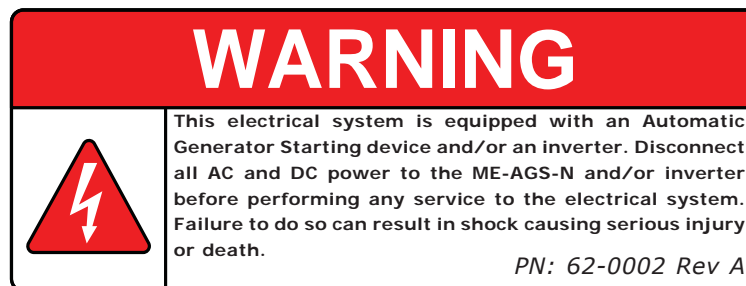 WARNING
This electrical system is equipped with an Automatic
Generator Starting device and/or an inverter. Disconnect
all AC and DC power to the ME-AGS-N and/or inverter
before performing any service to the electrical system.
Failure to do so can result in shock causing serious injury
or death.
PN: 62-0002 Rev A